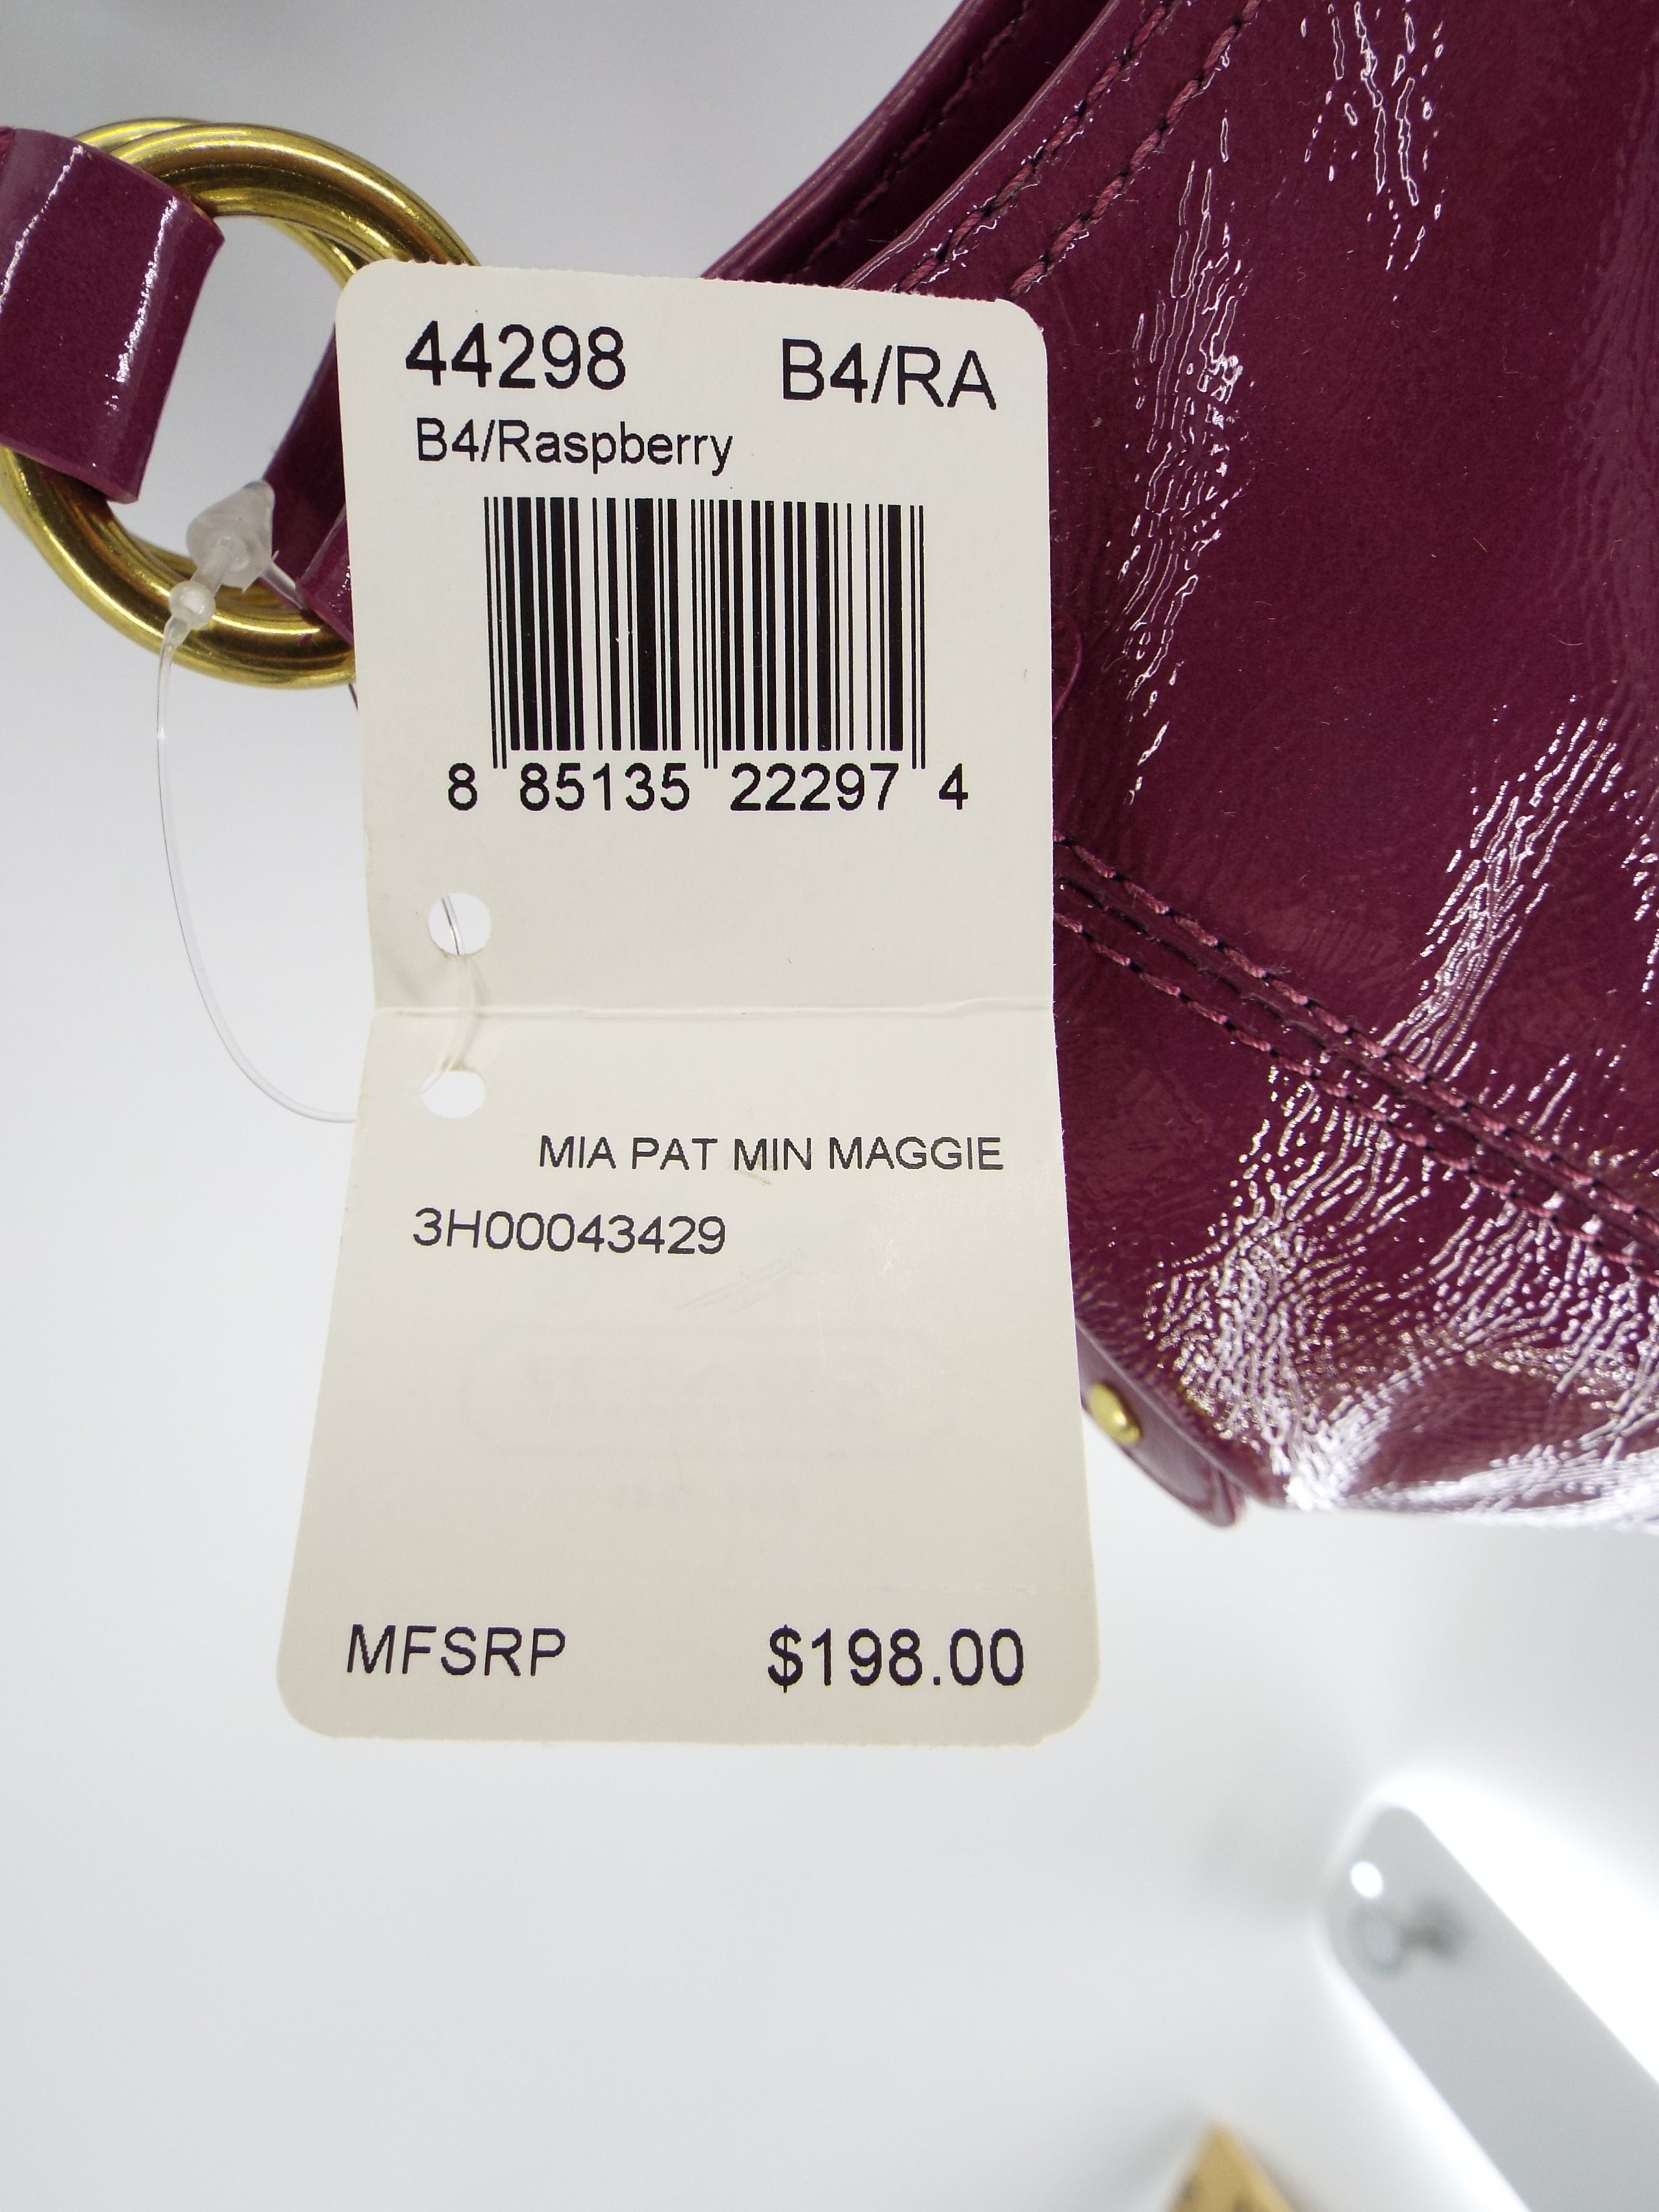 44298 B4/RA
B4/Raspberry
8 85135 22297 4
MIA PAT MIN MAGGIE
3H00043429
MFSRP $198.00